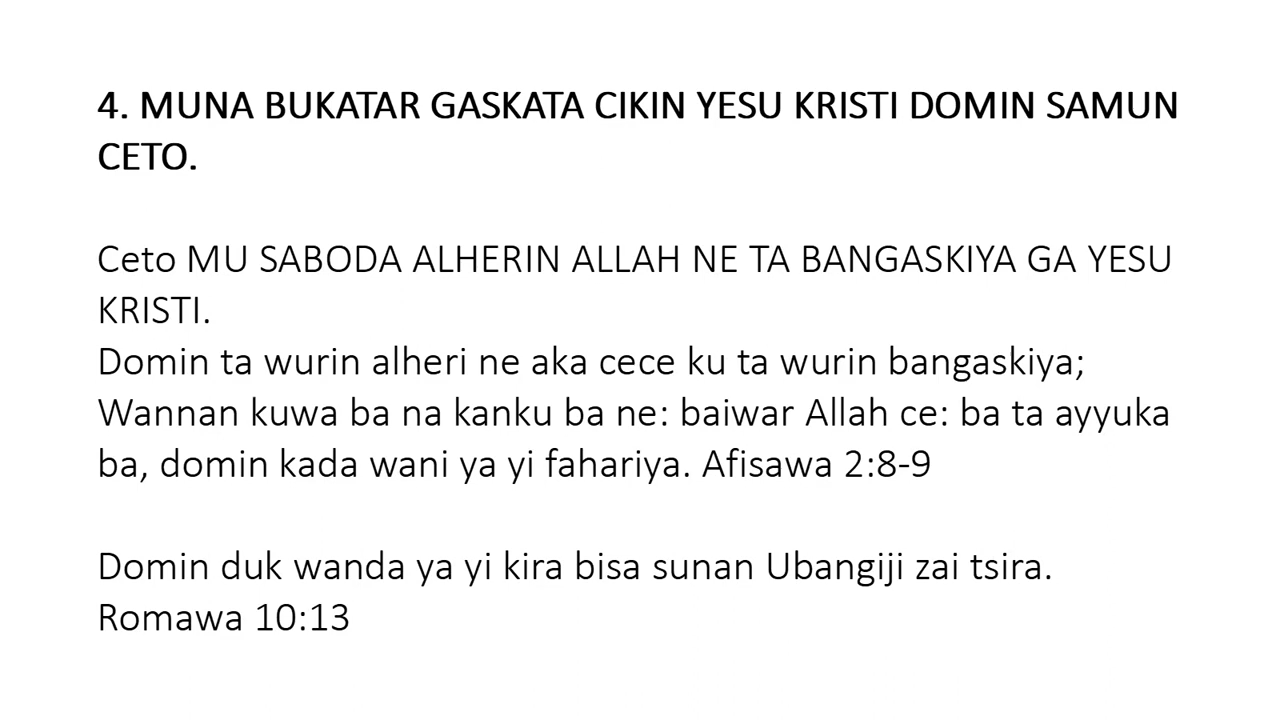 4. MUNA BUKATAR GASKATA CIKIN YESU KRISTI DOMIN SAMUN
CETO.
Ceto MU SABODA ALHERIN ALLAH NE TA BANGASKIYA GA YESU
KRISTI.
Domin ta wurin alheri ne aka cece ku ta wurin bangaskiya;
Wannan kuwa ba na kanku ba ne: baiwar Allah ce: ba ta ayyuka
ba, domin kada wani ya yi fahariya. Afisawa 2:8-9
Domin duk wanda ya yi kira bisa sunan Ubangiji zai tsira.
Romawa 10:13